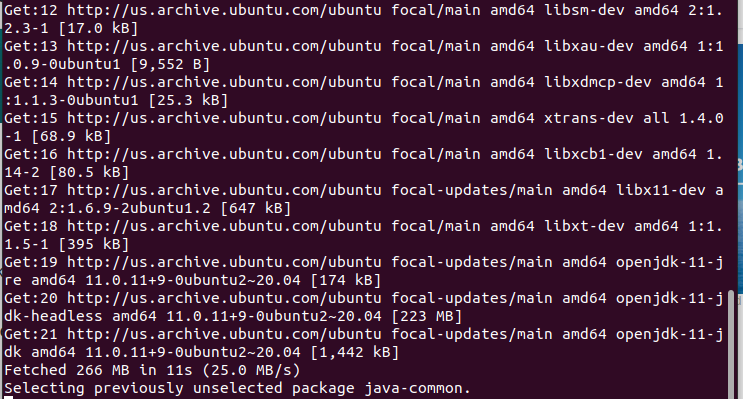 Get:12 http://us.archive.ubuntu.com/ubuntu focal/main amd64 libsm-dev amd64 2:1.
2.3-1 [17.0 kB]
Get:13 http://us.archive.ubuntu.com/ubuntu focal/main amd64 libxau-dev amd64 1:1
.0.9-0ubuntu1 [9,552 B]
Get:14 http://us.archive.ubuntu.com/ubuntu focal/main amd64 libxdmcp-dev amd64 1
:1.1.3-0ubuntu1 [25.3 kB]
Get:15 http://us.archive.ubuntu.com/ubuntu focal/main amd64 xtrans-dev all 1.4.0
-1 [68.9 kB]
Get:16 http://us.archive.ubuntu.com/ubuntu focal/main amd64 libxcb1-dev amd64 1.
14-2 [80.5 kB]
Get:17 http://us.archive.ubuntu.com/ubuntu focal-updates/main amd64 libx11-dev a
md64 2:1.6.9-2ubuntu1.2 [647 kB]
Get:18 http://us.archive.ubuntu.com/ubuntu focal/main amd64 libxt-dev amd64 1:1.
1.5-1 [395 kB]
Get:19 http://us.archive.ubuntu.com/ubuntu focal-updates/main amd64 openjdk-11-j
re amd64 11.0.11+9-0ubuntu2~20.04 [174 kB]
Get:20 http://us.archive.ubuntu.com/ubuntu focal-updates/main amd64 openjdk-11-j
dk-headless amd64 11.0.11+9-0ubuntu2~20.04 [223 MB]
Get:21 http://us.archive.ubuntu.com/ubuntu focal-updates/main amd64 openjdk-11-j
dk amd64 11.0.11+9-0ubuntu2~20.04 [1,442 kB]
Fetched 266 MB in 11s (25.0 MB/s)
Selecting previously unselected package java-common.